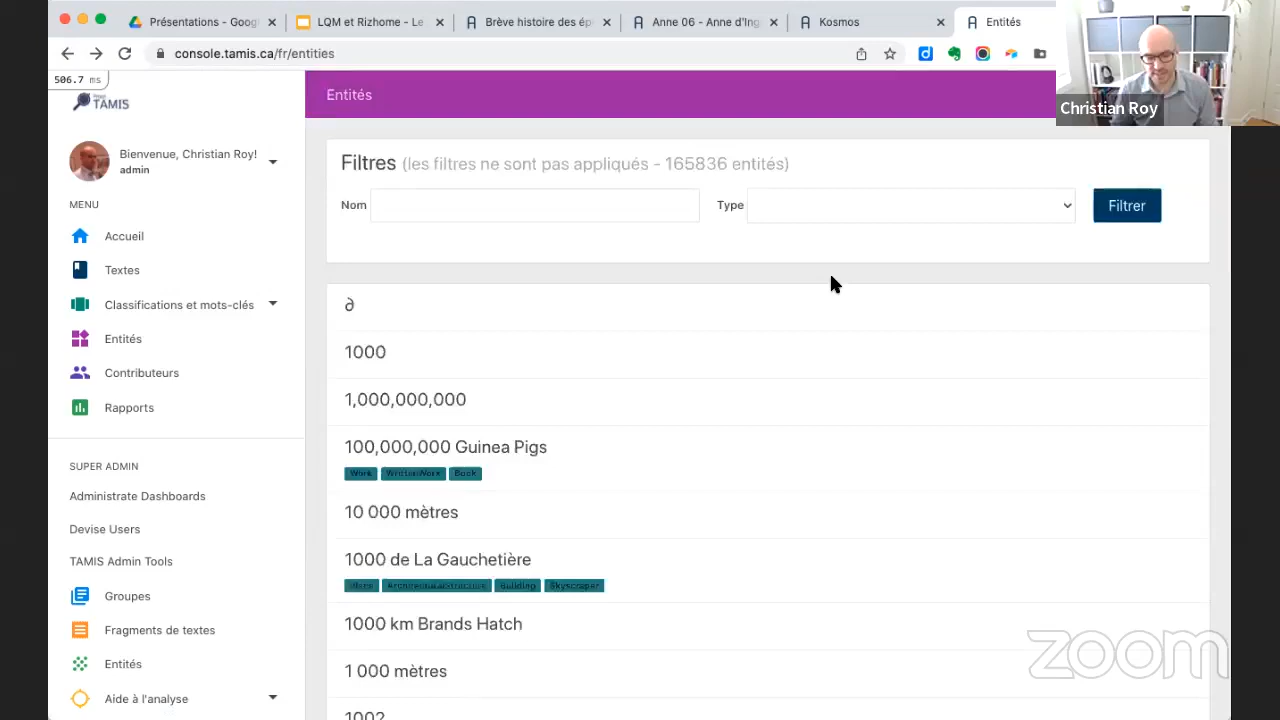 Présentations - Goog
LQM et Rizhome - Le
Brève histoire des ép
Anne 06 - Anne d'Ing
Kosmos
Entités
console.tamis.ca/fr/entities
506.7 ms
TAMIS
Entités
Christian Roy
Bienvenue, Christian Roy!
admin
MENU
Accueil
Textes
Classifications et mots-clés
Entités
Contributeurs
Rapports
SUPER ADMIN
Administrate Dashboards
Devise Users
TAMIS Admin Tools
Groupes
Fragments de textes
Entités
Aide à l'analyse
Filtres (les filtres ne sont pas appliqués - 165836 entités)
Nom
Type
Filtrer
∂
1000
1,000,000,000
100,000,000 Guinea Pigs
Work WrittenWork Book
10 000 mètres
1000 de La Gauchetière
Place ArchitecturalStructure Building Skyscraper
1000 km Brands Hatch
1 000 mètres
1002
zoom